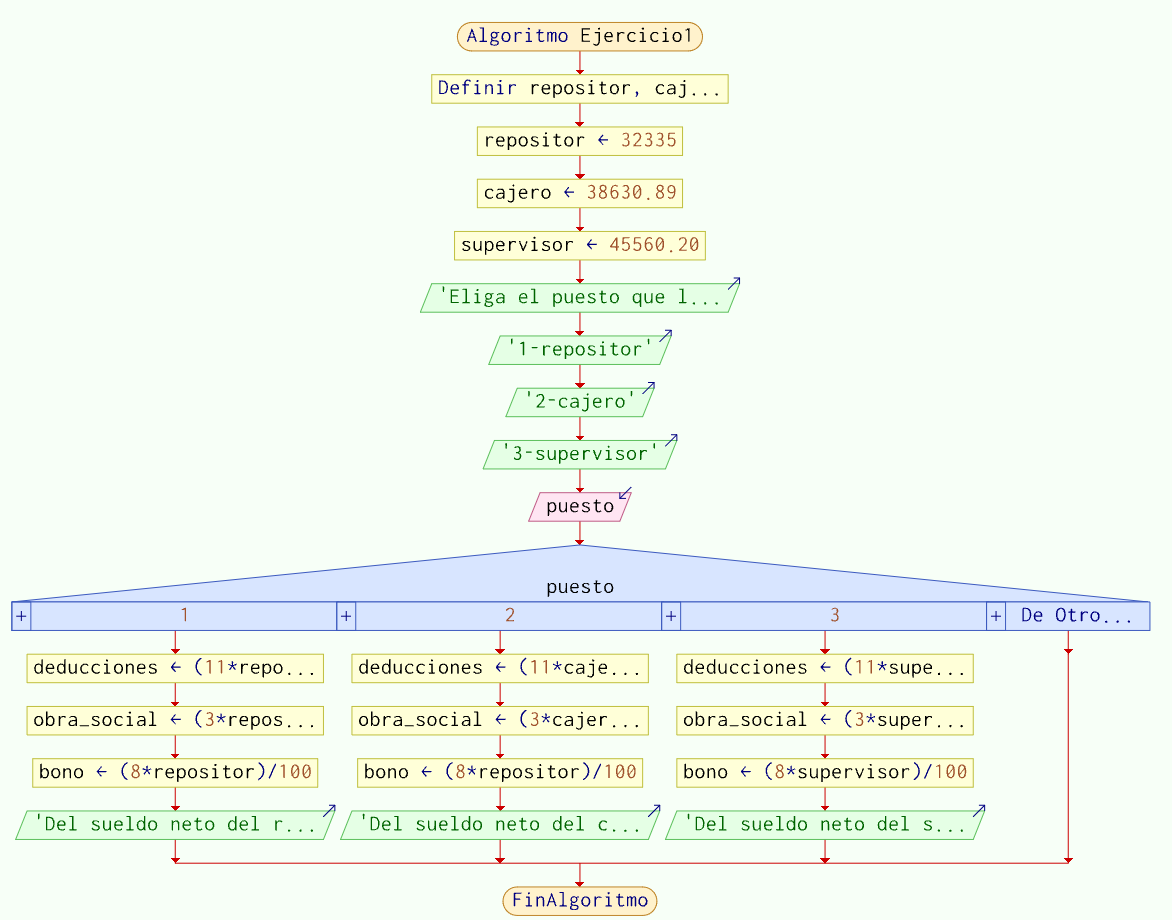 Algoritmo Ejercicio1
Definir repositor, caj...
repositor ← 32335
cajero ← 38630.89
supervisor ← 45560.20
'Eliga el puesto que l...
'1-repositor'
'2-cajero'
'3-supervisor'
puesto
puesto
+ 1 + 2 + 3 + De Otro...
deducciones ← (11*repo... deducciones ← (11*caje... deducciones ← (11*supe...
obra_social ← (3*repos... obra_social ← (3*cajer... obra_social ← (3*super...
bono ← (8*repositor)/100 bono ← (8*repositor)/100 bono ← (8*supervisor)/100
'Del sueldo neto del r... 'Del sueldo neto del c... 'Del sueldo neto del s...
FinAlgoritmo